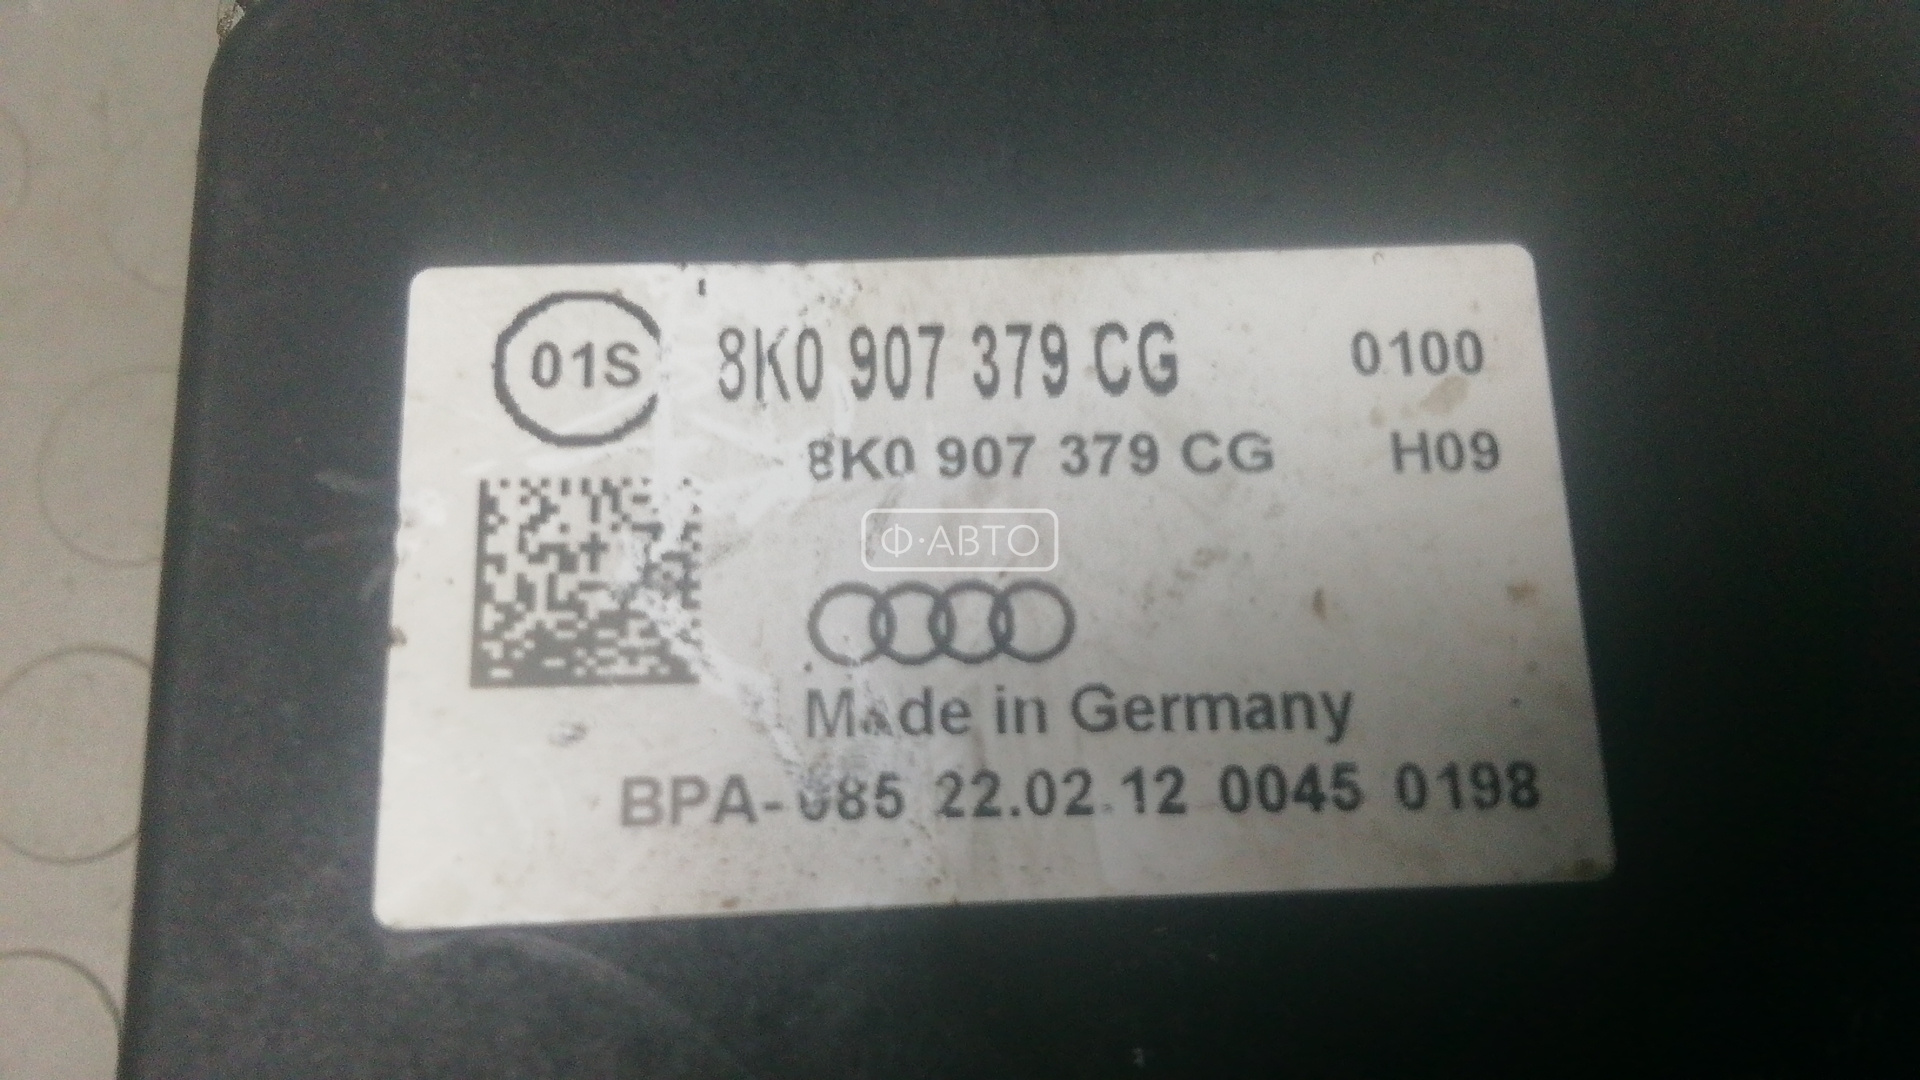 01S 8K0 907 379 CG 0100
8K0 907 379 CG H09
Ф·АВТО
Made in Germany
BPA-085 22.02.12 0045 0198